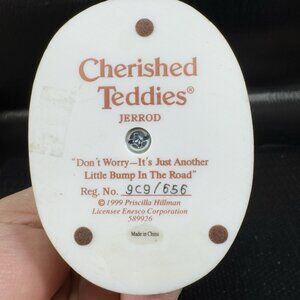 Cherished
Teddies®
JERROD
"Don't Worry—It's Just Another
Little Bump In The Road"
Reg. No. 9C9/656
© 1999 Priscilla Hillman
Licensee Enesco Corporation
589926
Made in China